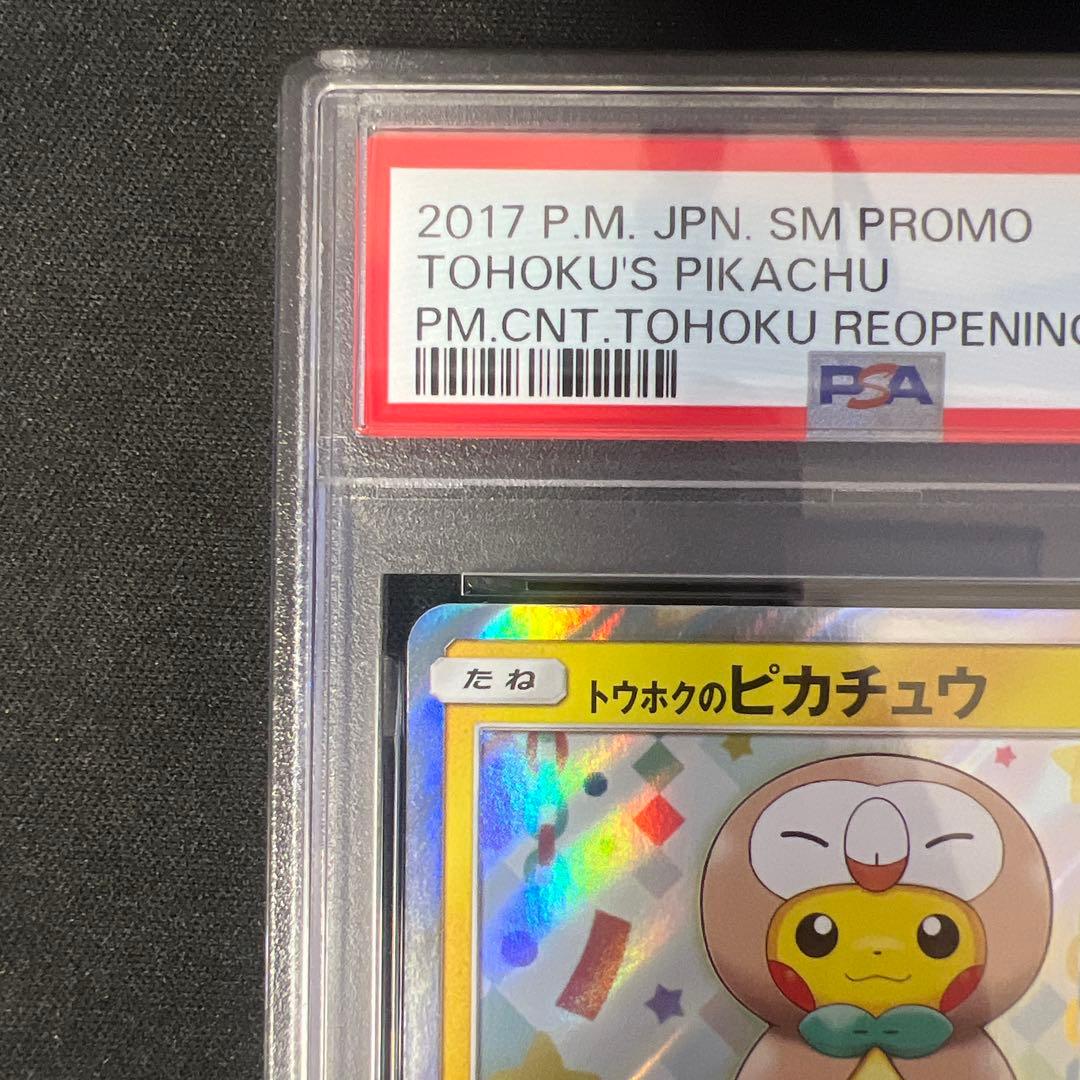 2017 P.M. JPN. SM PROMO
TOHOKU'S PIKACHU
PM.CNT.TOHOKU REOPENING
PSA
たね
トウホクのピカチュウ